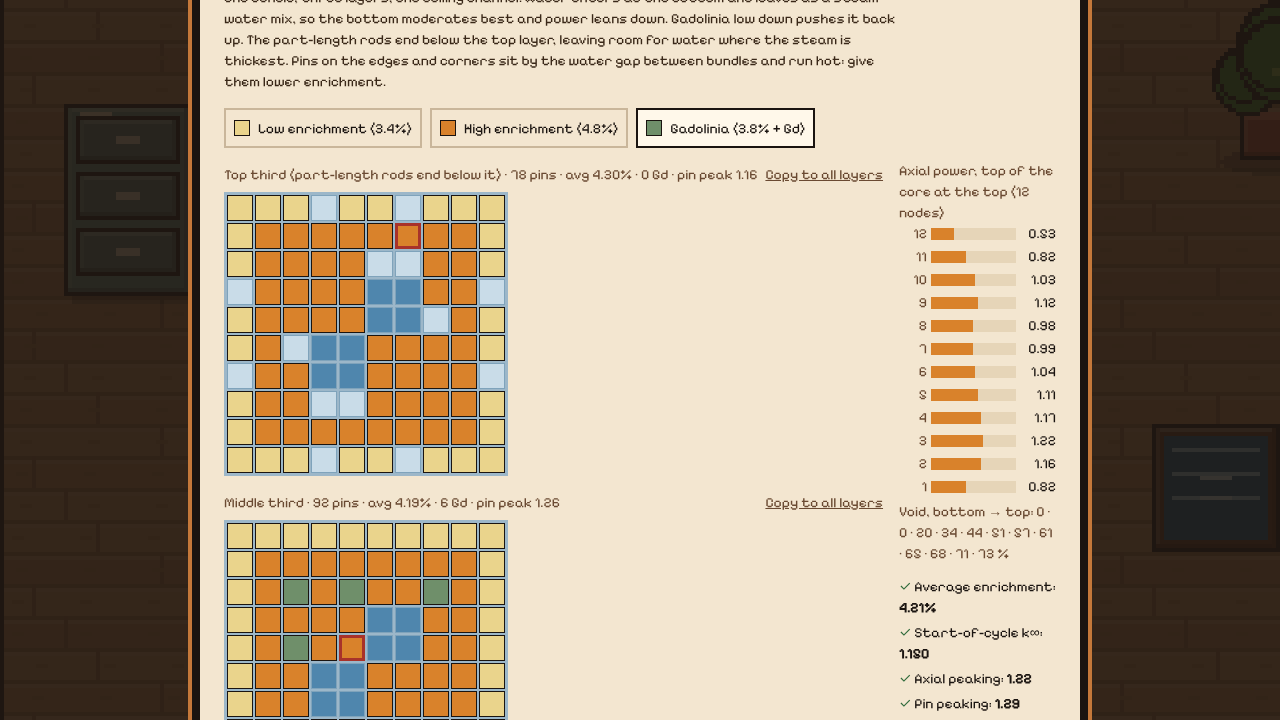 water mix, so the bottom moderates best and power leans down. Gadolinia low down pushes it back
up. The part-length rods end below the top layer, leaving room for water where the steam is
thickest. Pins on the edges and corners sit by the water gap between bundles and run hot: give
them lower enrichment.
Low enrichment (3.4%)
High enrichment (4.8%)
Gadolinia (3.8% + Gd)
Top third (part-length rods end below it) · 78 pins · avg 4.30% · 0 Gd · pin peak 1.16
Copy to all layers
Middle third · 92 pins · avg 4.19% · 6 Gd · pin peak 1.26
Copy to all layers
Axial power, top of the
core at the top (12
nodes)
12 0.53
11 0.82
10 1.03
9 1.12
8 0.98
7 0.99
6 1.04
5 1.11
4 1.17
3 1.22
2 1.16
1 0.82
Void, bottom → top: 0 ·
0 · 20 · 34 · 44 · 51 · 57 · 61
· 65 · 68 · 71 · 73 %
✓ Average enrichment:
4.21%
✓ Start-of-cycle k∞:
1.150
✓ Axial peaking: 1.22
✓ Pin peaking: 1.29